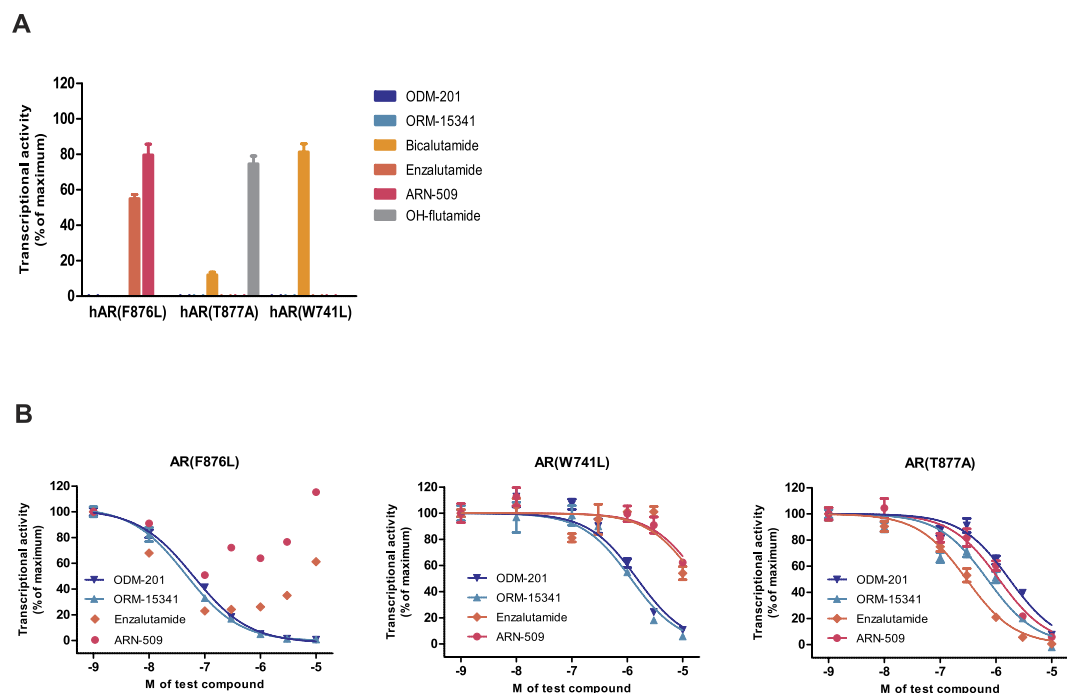 A
Transcriptional activity
(% of maximum)
120
100
80
60
40
20
0
hAR(F876L) hAR(T877A) hAR(W741L)
ODM-201
ORM-15341
Bicalutamide
Enzalutamide
ARN-509
OH-flutamide
B
AR(F876L)
Transcriptional activity
(% of maximum)
120
100
80
60
40
20
0
ODM-201
ORM-15341
Enzalutamide
ARN-509
-9 -8 -7 -6 -5
M of test compound
AR(W741L)
Transcriptional activity
(% of maximum)
120
100
80
60
40
20
0
ODM-201
ORM-15341
Enzalutamide
ARN-509
-9 -8 -7 -6 -5
M of test compound
AR(T877A)
Transcriptional activity
(% of maximum)
120
100
80
60
40
20
0
ODM-201
ORM-15341
Enzalutamide
ARN-509
-9 -8 -7 -6 -5
M of test compound